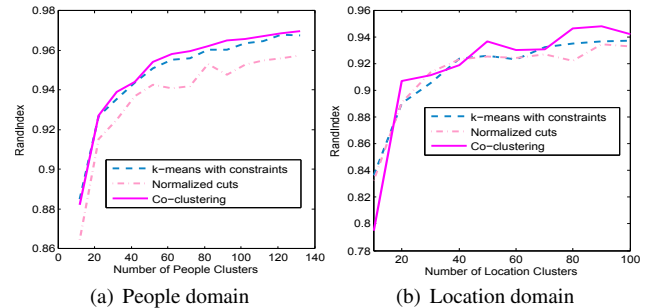 0.98
0.96
0.94
0.92
0.9
0.88
0.86
RandIndex
k−means with constraints
Normalized cuts
Co−clustering
0 20 40 60 80 100 120 140
Number of People Clusters
(a) People domain
0.96
0.94
0.92
0.9
0.88
0.86
0.84
0.82
0.8
0.78
RandIndex
k−means with constraints
Normalized cuts
Co−clustering
20 40 60 80 100
Number of Location Clusters
(b) Location domain